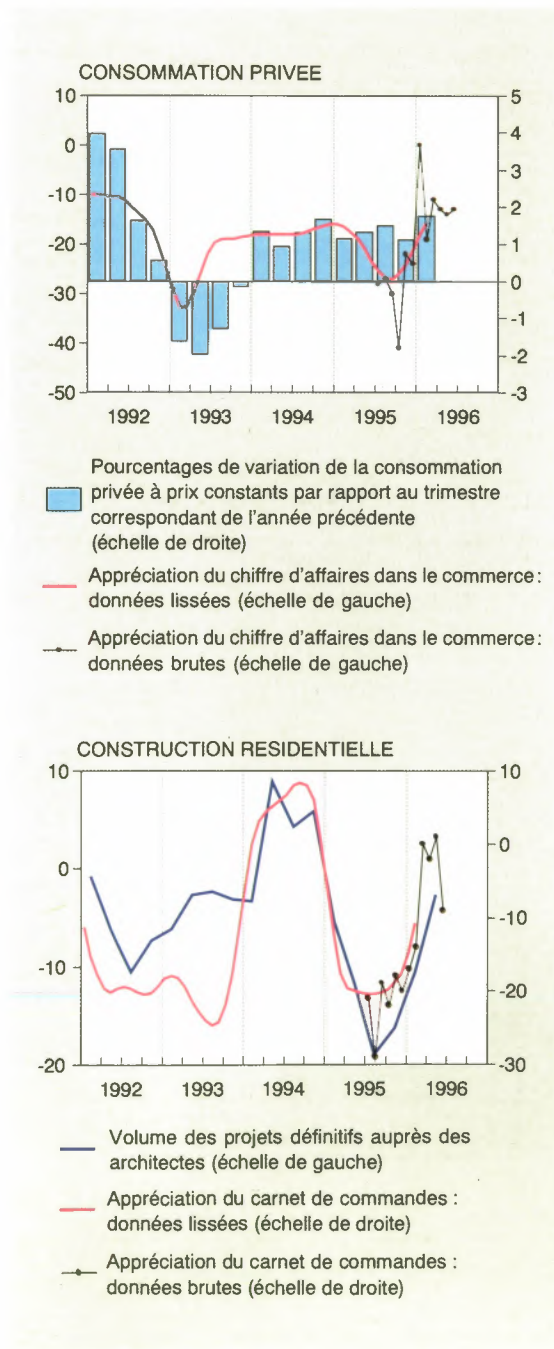 CONSOMMATION PRIVEE
10
0
-10
-20
-30
-40
-50
5
4
3
2
1
0
-1
-2
-3
1992 1993 1994 1995 1996
Pourcentages de variation de la consommation
privée à prix constants par rapport au trimestre
correspondant de l'année précédente
(échelle de droite)
Appréciation du chiffre d'affaires dans le commerce :
données lissées (échelle de gauche)
Appréciation du chiffre d'affaires dans le commerce :
données brutes (échelle de gauche)
CONSTRUCTION RESIDENTIELLE
10
0
-10
-20
10
0
-10
-20
-30
1992 1993 1994 1995 1996
Volume des projets définitifs auprès des
architectes (échelle de gauche)
Appréciation du carnet de commandes :
données lissées (échelle de droite)
Appréciation du carnet de commandes :
données brutes (échelle de droite)